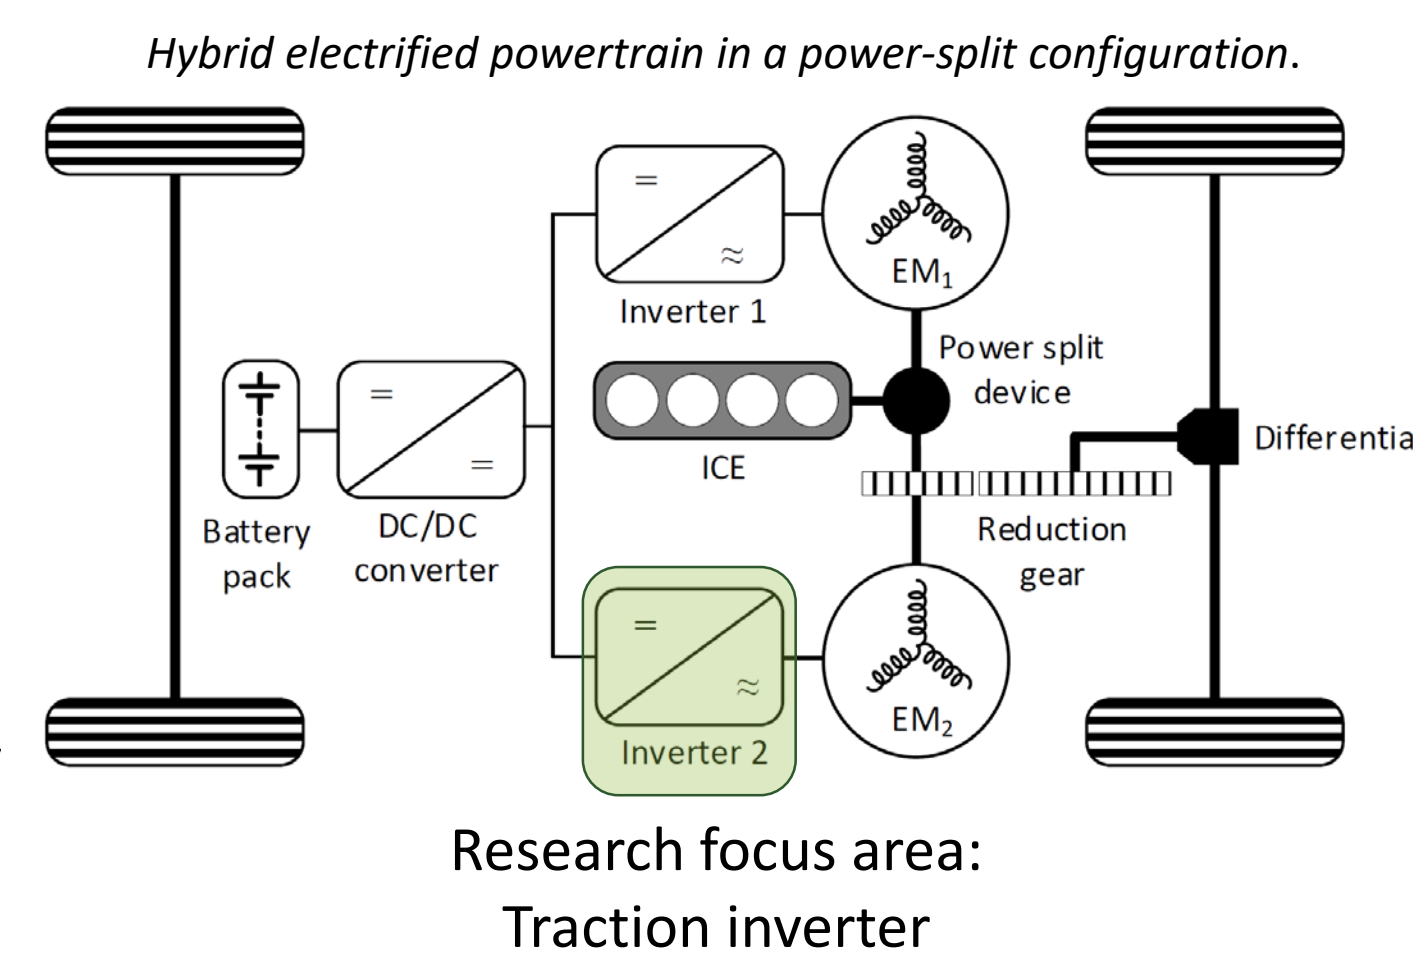 Hybrid electrified powertrain in a power-split configuration.
=
≈
Inverter 1
EM₁
Power split
device
ICE
=
=
Battery
pack
DC/DC
converter
Differentia
Reduction
gear
=
≈
Inverter 2
EM₂
Research focus area:
Traction inverter